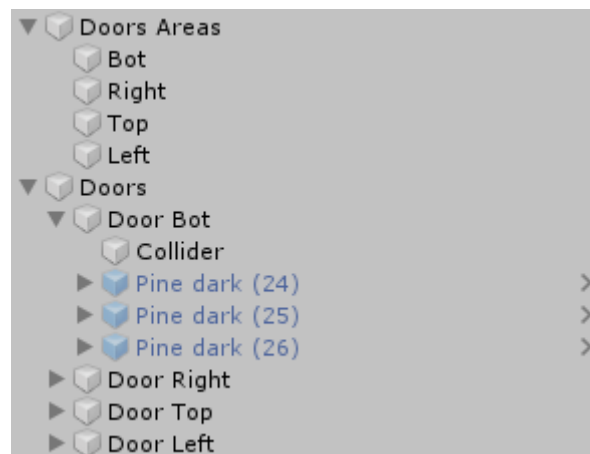 Doors Areas
Bot
Right
Top
Left
Doors
Door Bot
Collider
Pine dark (24)
Pine dark (25)
Pine dark (26)
Door Right
Door Top
Door Left